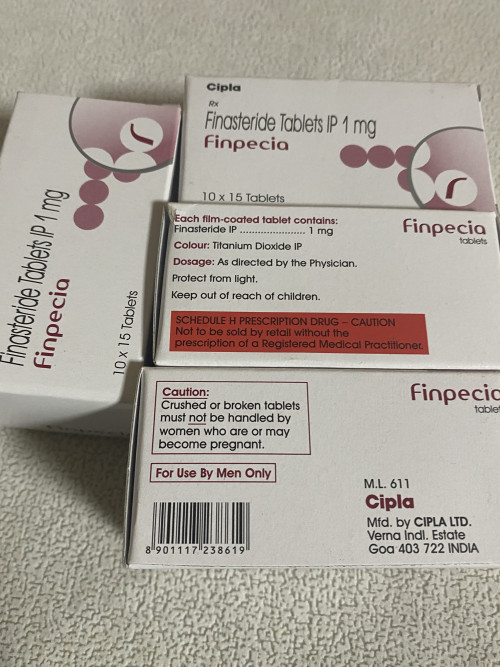 Cipla
Rx
Finasteride Tablets IP 1 mg
Finpecia
10 x 15 Tablets
Finasteride Tablets IP 1 mg
Finpecia
10 x 15 Tablets
Each film-coated tablet contains:
Finasteride IP ...................... 1 mg
Colour: Titanium Dioxide IP
Dosage: As directed by the Physician.
Protect from light.
Keep out of reach of children.
Finpecia
tablets
SCHEDULE H PRESCRIPTION DRUG – CAUTION
Not to be sold by retail without the
prescription of a Registered Medical Practitioner.
Caution:
Crushed or broken tablets
must not be handled by
women who are or may
become pregnant.
For Use By Men Only
8 901117 238619
Finpecia
tablet
M.L. 611
Cipla
Mfd. by CIPLA LTD.
Verna Indl. Estate
Goa 403 722 INDIA